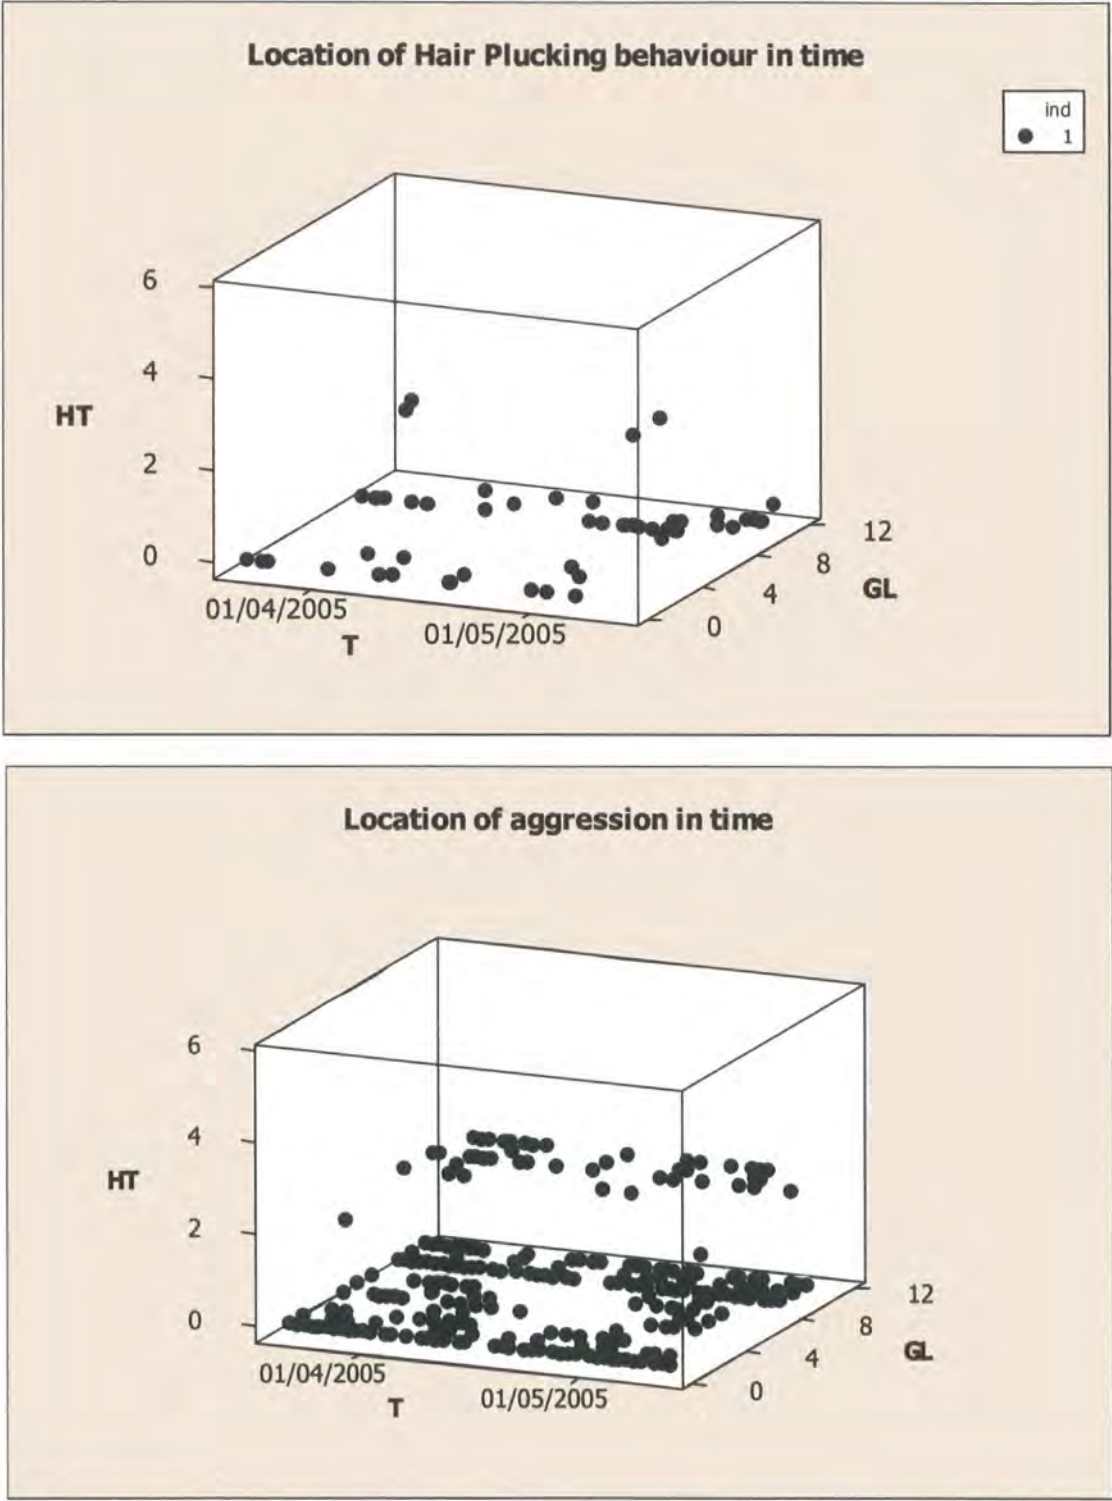 Location of Hair Plucking behaviour in time
ind
1
6
4
HT
2
0
12
8
GL
4
0
01/04/2005
01/05/2005
T
Location of aggression in time
6
4
HT
2
0
12
8
GL
4
0
01/04/2005
01/05/2005
T